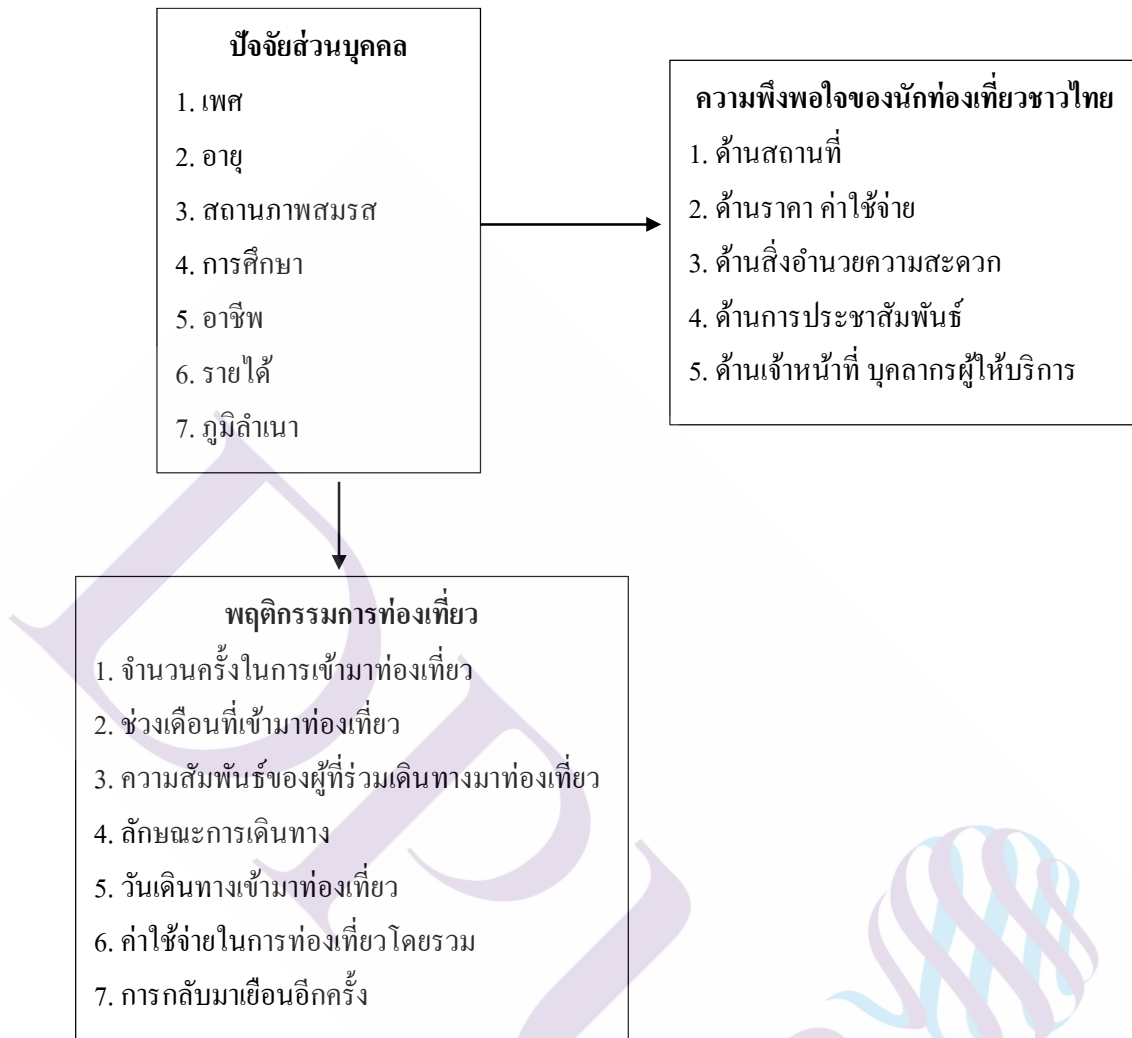 ปัจจัยส่วนบุคคล
1. เพศ
2. อายุ
3. สถานภาพสมรส
4. การศึกษา
5. อาชีพ
6. รายได้
7. ภูมิลำเนา
ความพึงพอใจของนักท่องเที่ยวชาวไทย
1. ด้านสถานที่
2. ด้านราคา ค่าใช้จ่าย
3. ด้านสิ่งอำนวยความสะดวก
4. ด้านการประชาสัมพันธ์
5. ด้านเจ้าหน้าที่ บุคลากรผู้ให้บริการ
พฤติกรรมการท่องเที่ยว
1. จำนวนครั้งในการเข้ามาท่องเที่ยว
2. ช่วงเดือนที่เข้ามาท่องเที่ยว
3. ความสัมพันธ์ของผู้ที่ร่วมเดินทางมาท่องเที่ยว
4. ลักษณะการเดินทาง
5. วันเดินทางเข้ามาท่องเที่ยว
6. ค่าใช้จ่ายในการท่องเที่ยวโดยรวม
7. การกลับมาเยือนอีกครั้ง